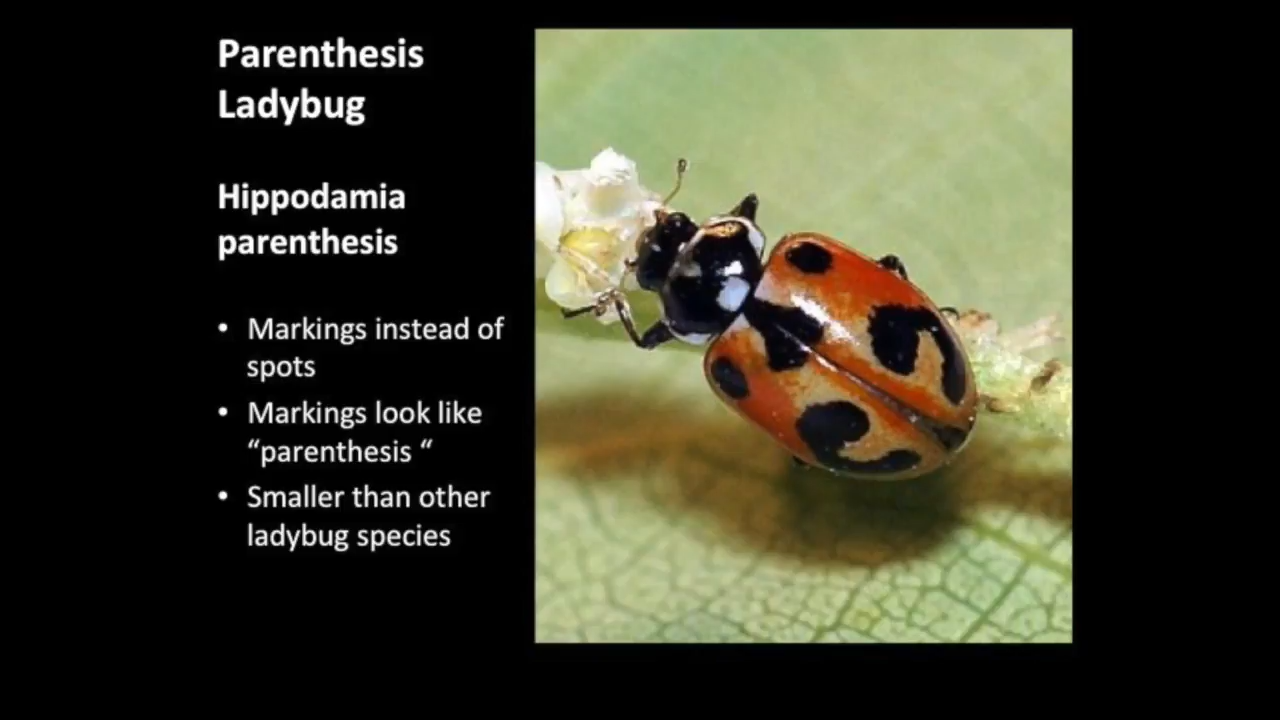 Parenthesis
Ladybug
Hippodamia
parenthesis
• Markings instead of
spots
• Markings look like
“parenthesis “
• Smaller than other
ladybug species